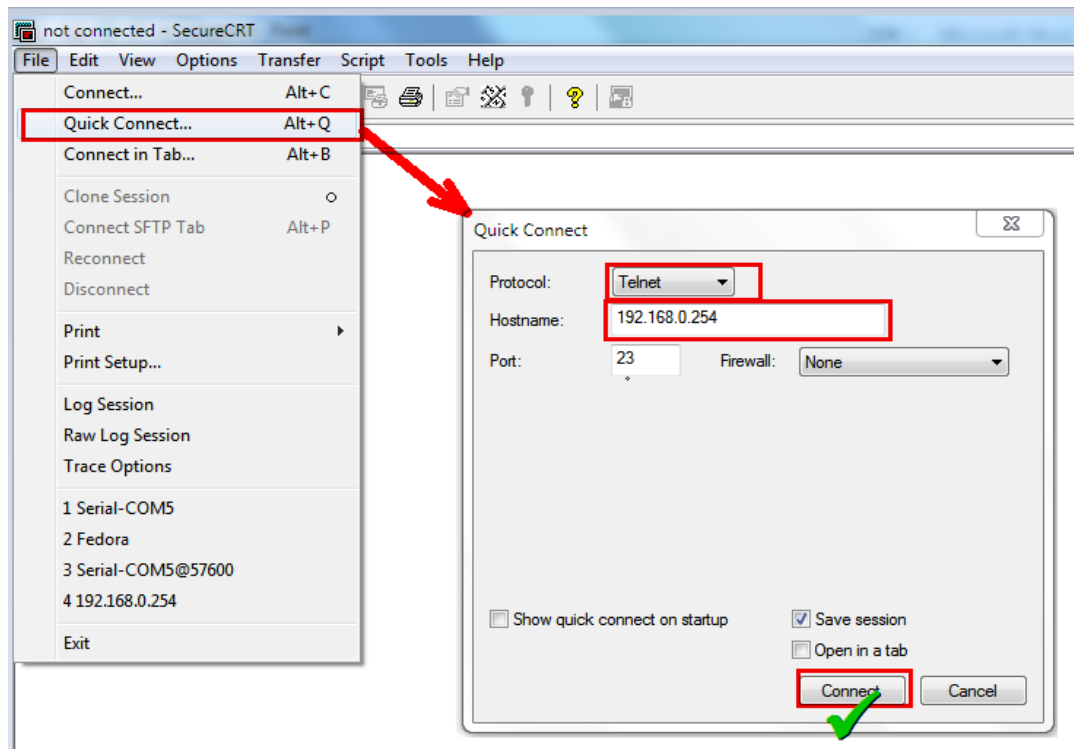 not connected - SecureCRT
File Edit View Options Transfer Script Tools Help
Connect... Alt+C
Quick Connect... Alt+Q
Connect in Tab... Alt+B
Clone Session
Connect SFTP Tab Alt+P
Reconnect
Disconnect
Print
Print Setup...
Log Session
Raw Log Session
Trace Options
1 Serial-COM5
2 Fedora
3 Serial-COM5@57600
4 192.168.0.254
Exit
Quick Connect
Protocol: Telnet
Hostname: 192.168.0.254
Port: 23 Firewall: None
Show quick connect on startup Save session
Open in a tab
Connect Cancel